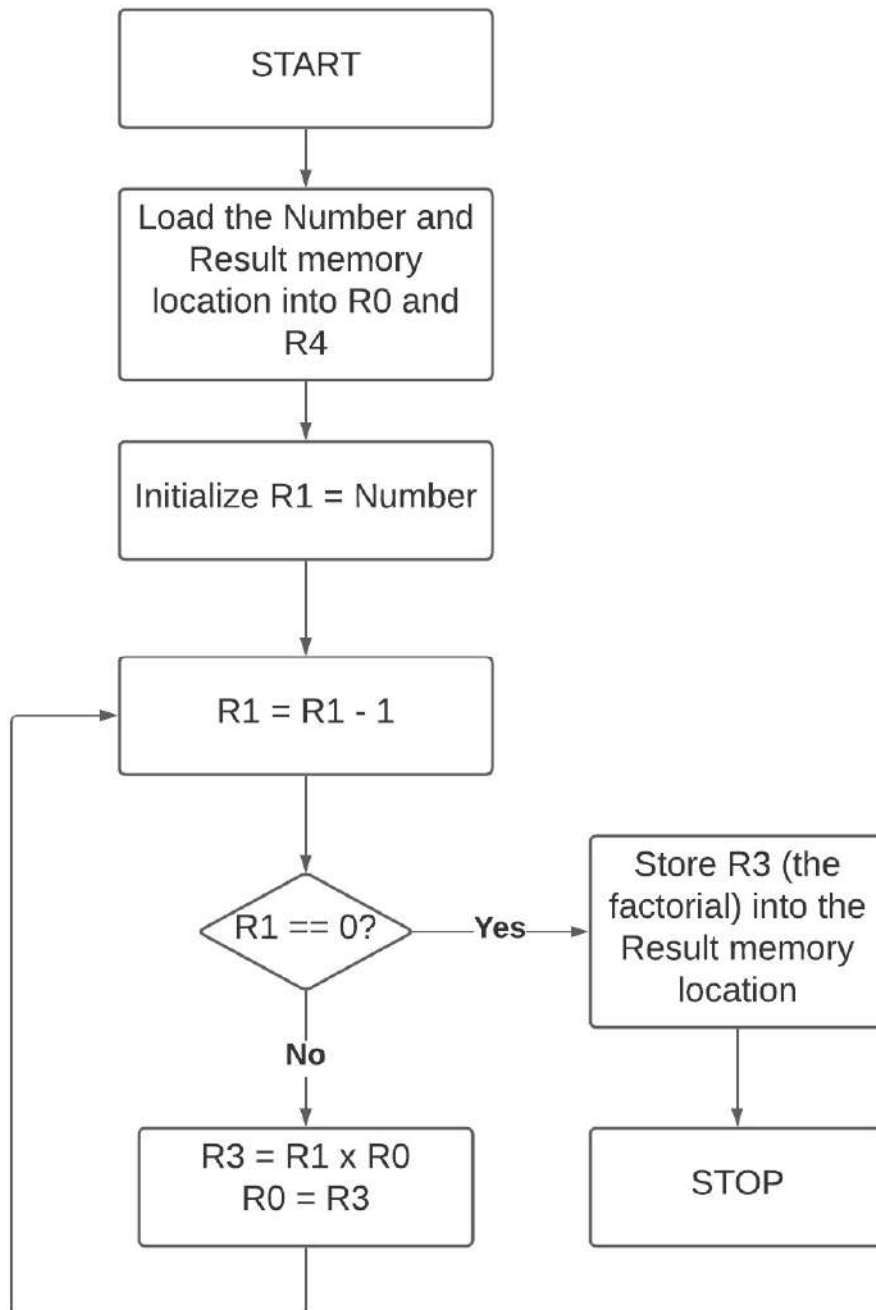 START
Load the Number and
Result memory
location into R0 and
R4
Initialize R1 = Number
R1 = R1 - 1
R1 == 0?
Yes
Store R3 (the
factorial) into the
Result memory
location
No
R3 = R1 x R0
R0 = R3
STOP